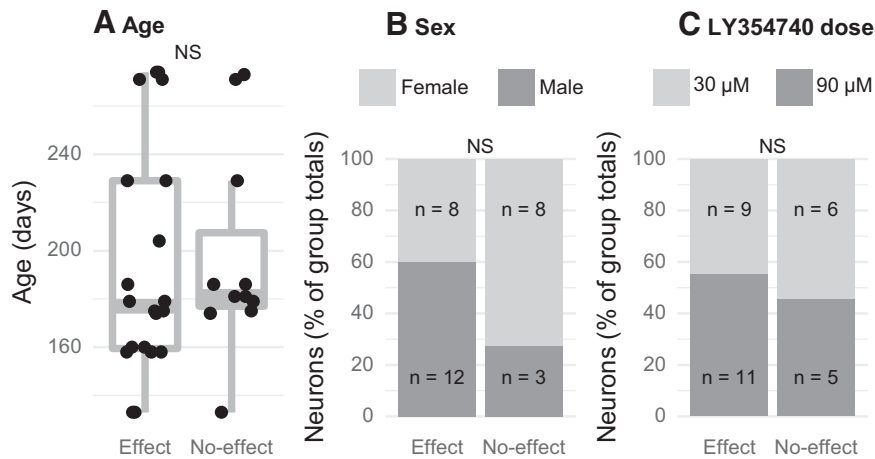 A Age
NS
Age (days)
240
200
160
Effect No-effect
B Sex
Female Male
NS
Neurons (% of group totals)
100
80
60
40
20
0
n = 8 n = 8
n = 12 n = 3
Effect No-effect
C LY354740 dose
30 µM 90 µM
NS
Neurons (% of group totals)
100
80
60
40
20
0
n = 9 n = 6
n = 11 n = 5
Effect No-effect